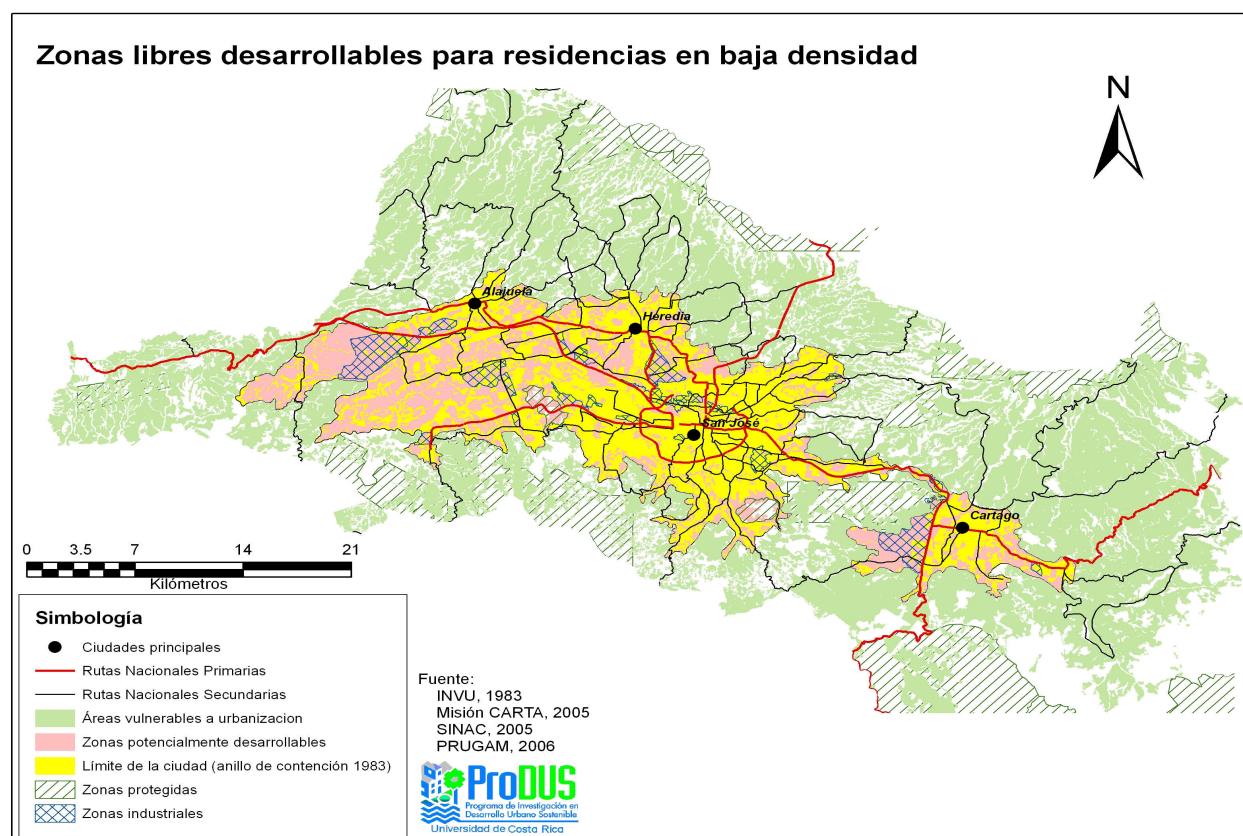 Zonas libres desarrollables para residencias en baja densidad
N
Alajuela
Heredia
San José
Cartago
0 3.5 7 14 21
Kilómetros
Simbología
Ciudades principales
Rutas Nacionales Primarias
Rutas Nacionales Secundarias
Áreas vulnerables a urbanizacion
Zonas potencialmente desarrollables
Límite de la ciudad (anillo de contención 1983)
Zonas protegidas
Zonas industriales
Fuente:
INVU, 1983
Misión CARTA, 2005
SINAC, 2005
PRUGAM, 2006
ProDUS
Programa de Investigación en
Desarrollo Urbano Sostenible
Universidad de Costa Rica